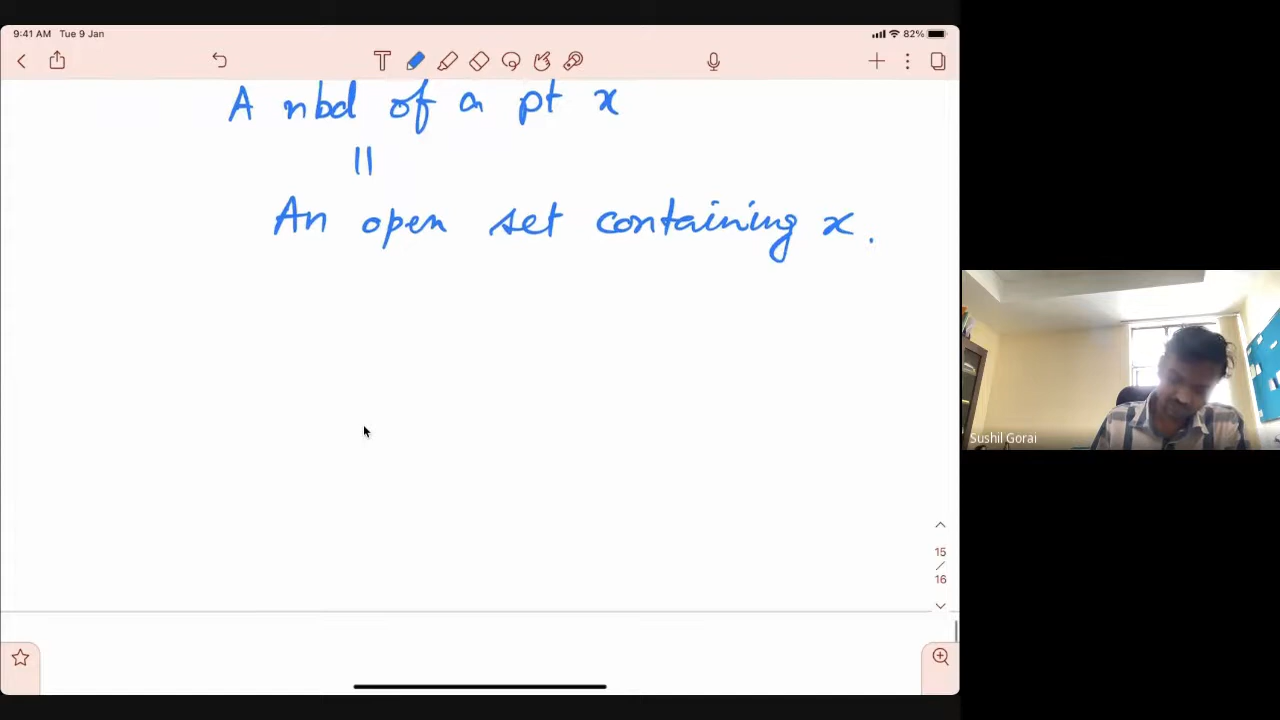 9:41 AM Tue 9 Jan
82%
A nbd of a pt x
||
An open set containing x.
Sushil Gorai
15
/
16